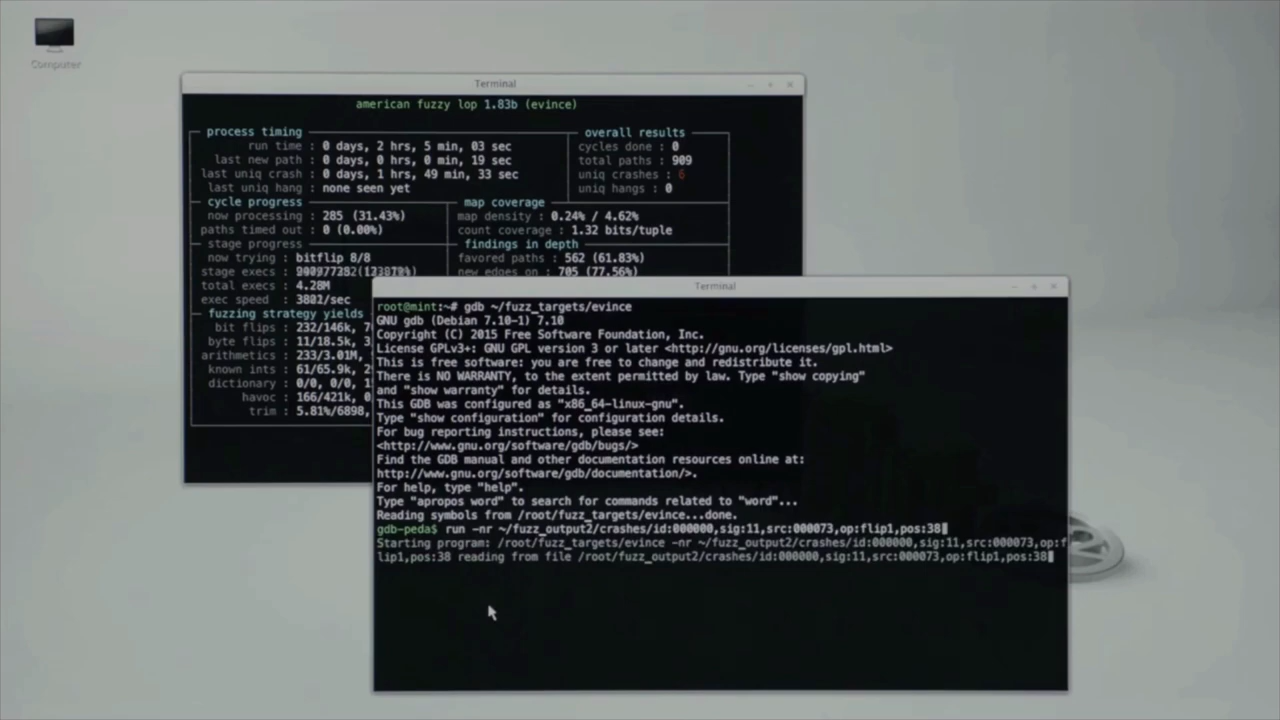 Computer
Terminal
american fuzzy lop 1.83b (evince)
process timing
run time : 0 days, 2 hrs, 5 min, 03 sec
last new path : 0 days, 0 hrs, 0 min, 19 sec
last uniq crash : 0 days, 1 hrs, 49 min, 33 sec
last uniq hang : none seen yet
overall results
cycles done : 0
total paths : 909
uniq crashes : 6
uniq hangs : 0
cycle progress
now processing : 285 (31.43%)
paths timed out : 0 (0.00%)
map coverage
map density : 0.24% / 4.62%
count coverage : 1.32 bits/tuple
stage progress
now trying : bitflip 8/8
stage execs :
total execs : 4.28M
exec speed : /sec
findings in depth
favored paths : 562 (61.83%)
new edges on : 705 (77.56%)
fuzzing strategy yields
bit flips : 232/146k, 7
byte flips : 11/18.5k, 3
arithmetics : 233/3.01M,
known ints : 61/65.9k, 2
dictionary : 0/0, 0/0, 1
havoc : 166/421k, 0
trim : 5.81%/6898,
Terminal
root@mint:~# gdb ~/fuzz_targets/evince
GNU gdb (Debian 7.10-1) 7.10
Copyright (C) 2015 Free Software Foundation, Inc.
License GPLv3+: GNU GPL version 3 or later <http://gnu.org/licenses/gpl.html>
This is free software: you are free to change and redistribute it.
There is NO WARRANTY, to the extent permitted by law. Type "show copying"
and "show warranty" for details.
This GDB was configured as "x86_64-linux-gnu".
Type "show configuration" for configuration details.
For bug reporting instructions, please see:
<http://www.gnu.org/software/gdb/bugs/>
Find the GDB manual and other documentation resources online at:
http://www.gnu.org/software/gdb/documentation/>.
For help, type "help".
Type "apropos word" to search for commands related to "word"...
Reading symbols from /root/fuzz_targets/evince...done.
gdb-peda$ run -nr ~/fuzz_output2/crashes/id:000000,sig:11,src:000073,op:flip1,pos:38
Starting program: /root/fuzz_targets/evince -nr ~/fuzz_output2/crashes/id:000000,sig:11,src:000073,op:f
lip1,pos:38 reading from file /root/fuzz_output2/crashes/id:000000,sig:11,src:000073,op:flip1,pos:38